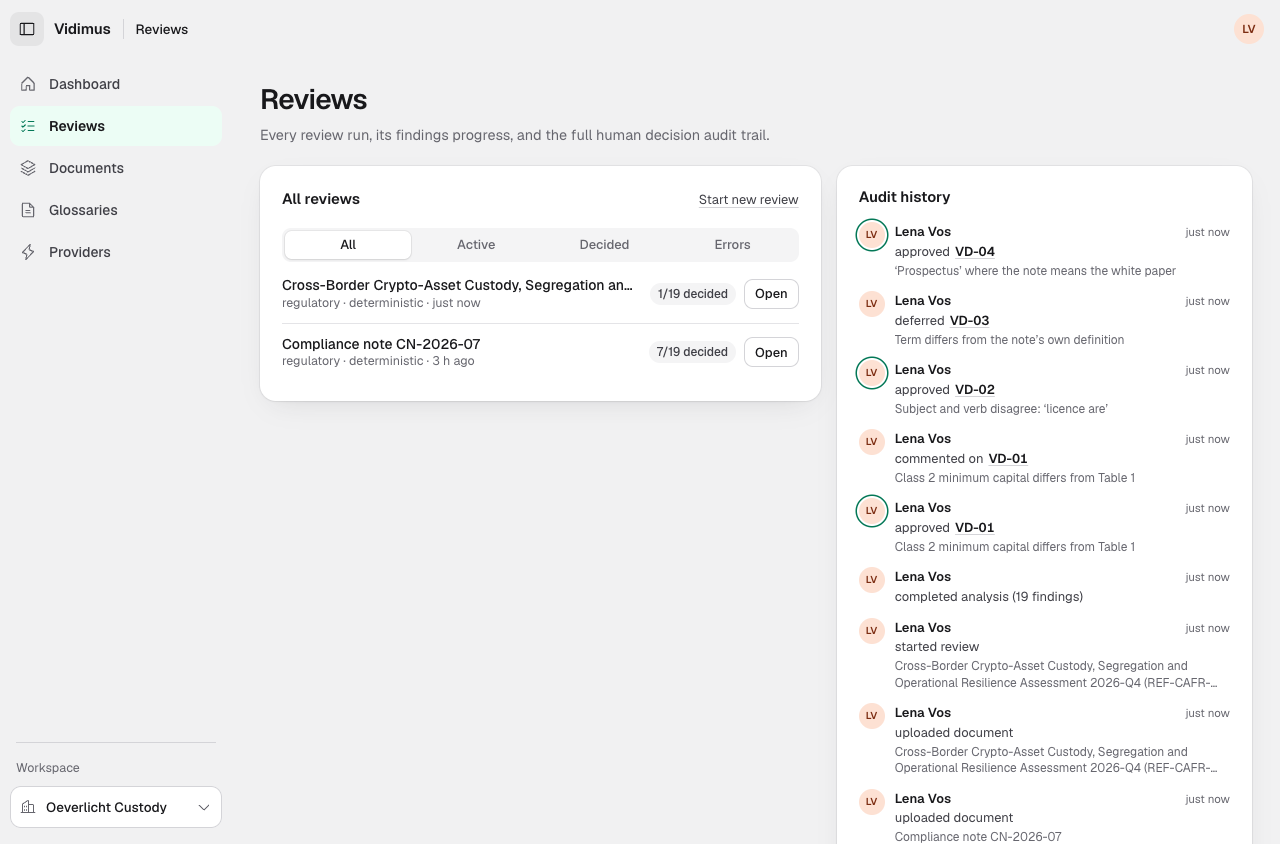 Vidimus
Reviews
LV
Dashboard
Reviews
Documents
Glossaries
Providers
Workspace
Oeverlicht Custody
Reviews
Every review run, its findings progress, and the full human decision audit trail.
All reviews
Start new review
All
Active
Decided
Errors
Cross-Border Crypto-Asset Custody, Segregation an…
regulatory · deterministic · just now
1/19 decided
Open
Compliance note CN-2026-07
regulatory · deterministic · 3 h ago
7/19 decided
Open
Audit history
LV
Lena Vos
just now
approved VD-04
‘Prospectus’ where the note means the white paper
LV
Lena Vos
just now
deferred VD-03
Term differs from the note’s own definition
LV
Lena Vos
just now
approved VD-02
Subject and verb disagree: ‘licence are’
LV
Lena Vos
just now
commented on VD-01
Class 2 minimum capital differs from Table 1
LV
Lena Vos
just now
approved VD-01
Class 2 minimum capital differs from Table 1
LV
Lena Vos
just now
completed analysis (19 findings)
LV
Lena Vos
just now
started review
Cross-Border Crypto-Asset Custody, Segregation and
Operational Resilience Assessment 2026-Q4 (REF-CAFR-…
LV
Lena Vos
just now
uploaded document
Cross-Border Crypto-Asset Custody, Segregation and
Operational Resilience Assessment 2026-Q4 (REF-CAFR-…
LV
Lena Vos
just now
uploaded document
Compliance note CN-2026-07